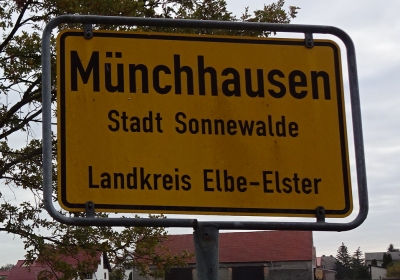 Münchhausen
Stadt Sonnewalde
Landkreis Elbe-Elster